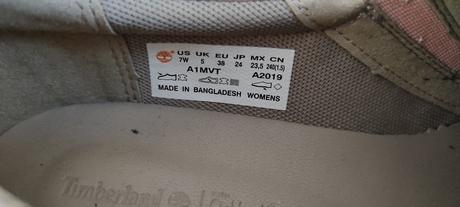 US UK EU JP MX CN
7W 5 38 24 23,5 240(1.5)
A1MVT A2019
MADE IN BANGLADESH WOMENS
Timberland